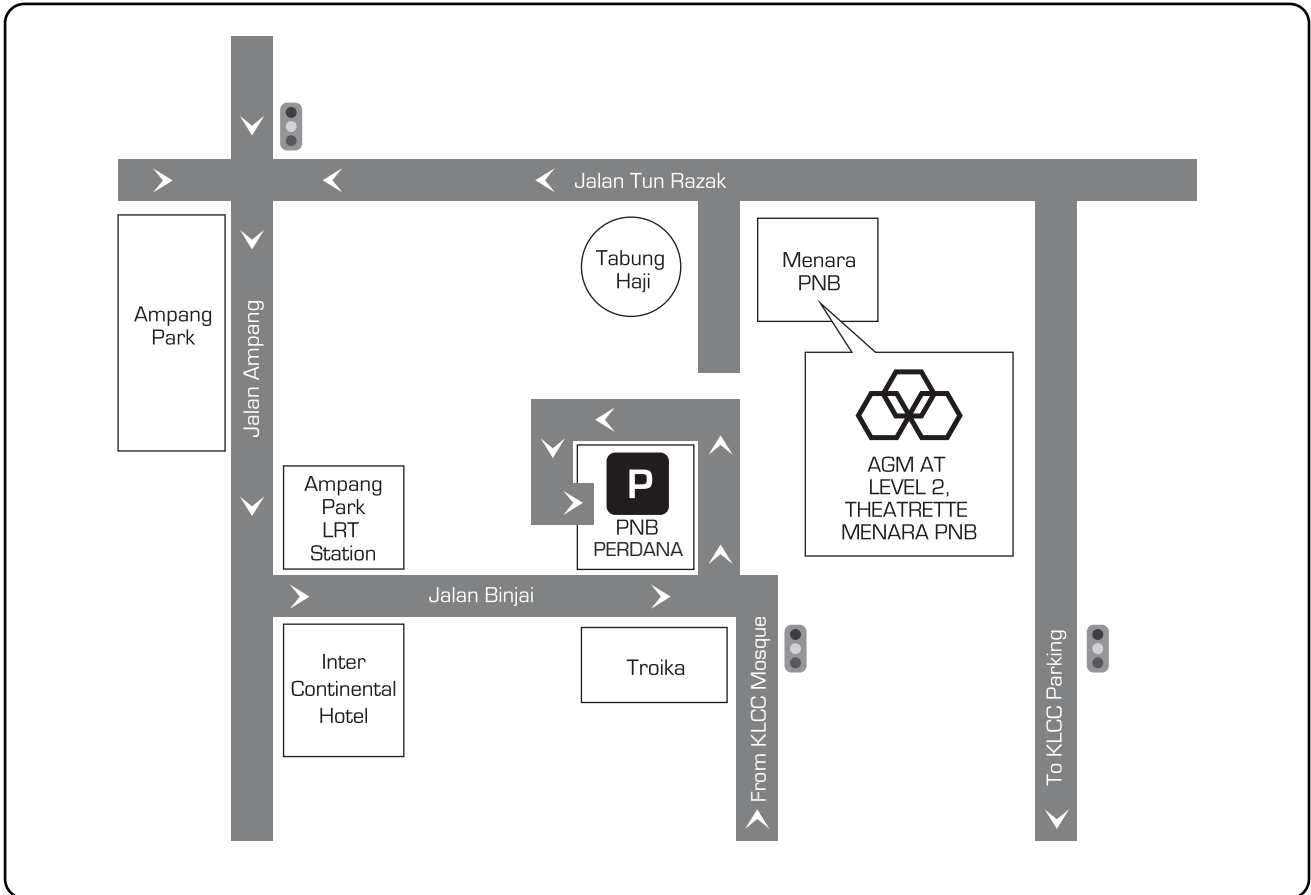 Jalan Tun Razak
Tabung
Haji
Menara
PNB
Ampang
Park
Jalan Ampang
AGM AT
LEVEL 2,
THEATRETTE
MENARA PNB
Ampang
Park
LRT
Station
P
PNB
PERDANA
Jalan Binjai
Inter
Continental
Hotel
Troika
From KLCC Mosque
To KLCC Parking